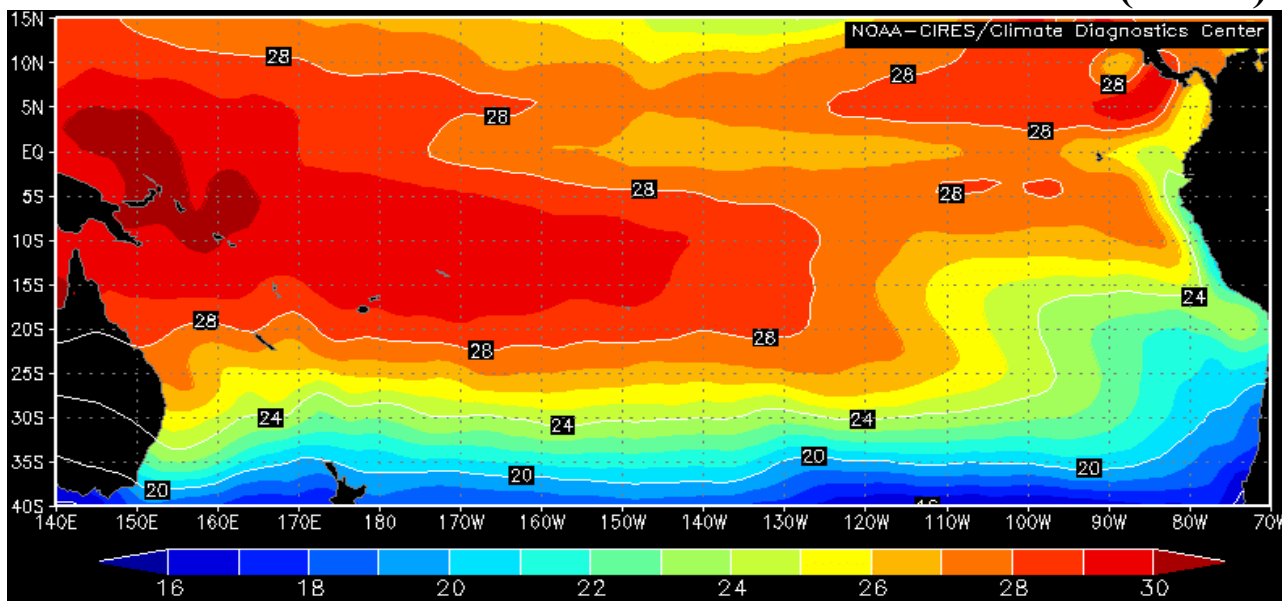 15N
NOAA-CIRES/Climate Diagnostics Center
10N 28 28 28
5N 28 28
EQ
28 28
5S
10S
15S 24
20S 28 28 28
25S
30S 24 24 24
35S 20 20 20
20
40S
140E 150E 160E 170E 180 170W 160W 150W 140W 130W 120W 110W 100W 90W 80W 70W
16 18 20 22 24 26 28 30